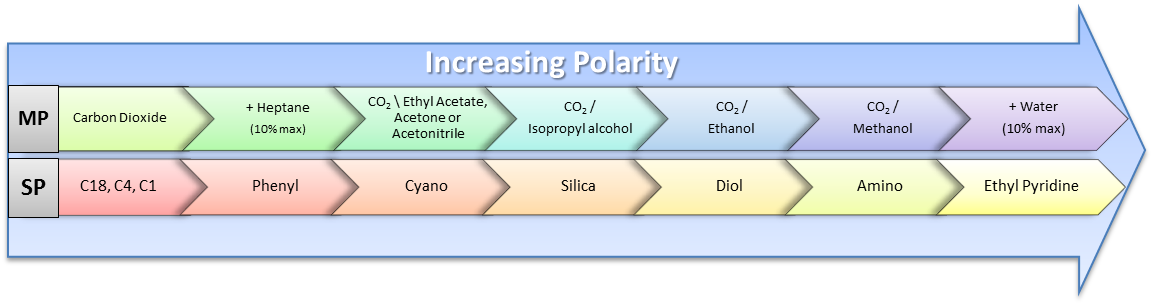 Increasing Polarity
MP
Carbon Dioxide
+ Heptane
(10% max)
CO₂ \ Ethyl Acetate,
Acetone or
Acetonitrile
CO₂ /
Isopropyl alcohol
CO₂ /
Ethanol
CO₂ /
Methanol
+ Water
(10% max)
SP
C18, C4, C1
Phenyl
Cyano
Silica
Diol
Amino
Ethyl Pyridine